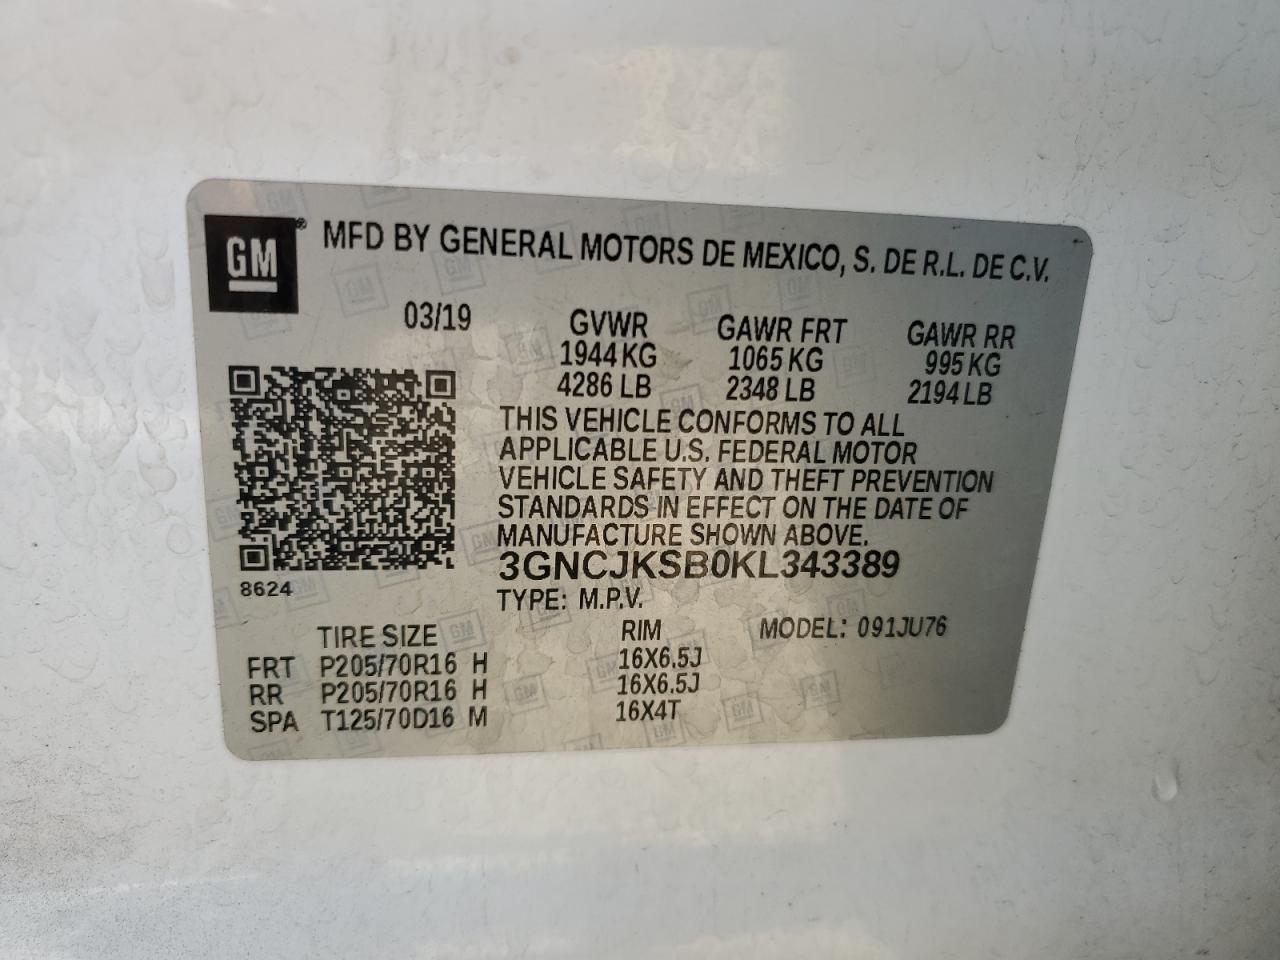 GM® MFD BY GENERAL MOTORS DE MEXICO, S. DE R.L. DE C.V.
03/19 GVWR GAWR FRT GAWR RR
1944 KG 1065 KG 995 KG
4286 LB 2348 LB 2194 LB
THIS VEHICLE CONFORMS TO ALL
APPLICABLE U.S. FEDERAL MOTOR
VEHICLE SAFETY AND THEFT PREVENTION
STANDARDS IN EFFECT ON THE DATE OF
MANUFACTURE SHOWN ABOVE.
3GNCJKSB0KL343389
8624
TYPE: M.P.V.
TIRE SIZE RIM MODEL: 091JU76
FRT P205/70R16 H 16X6.5J
RR P205/70R16 H 16X6.5J
SPA T125/70D16 M 16X4T